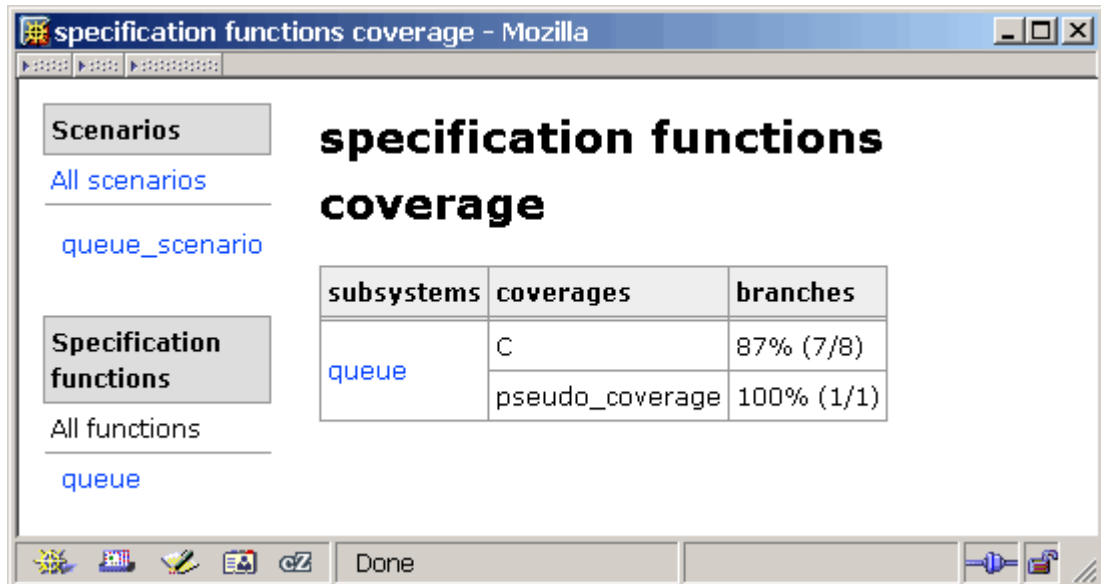 specification functions coverage - Mozilla
Scenarios
All scenarios
queue_scenario
Specification
functions
All functions
queue
specification functions
coverage
subsystems coverages branches
queue C 87% (7/8)
pseudo_coverage 100% (1/1)
Done